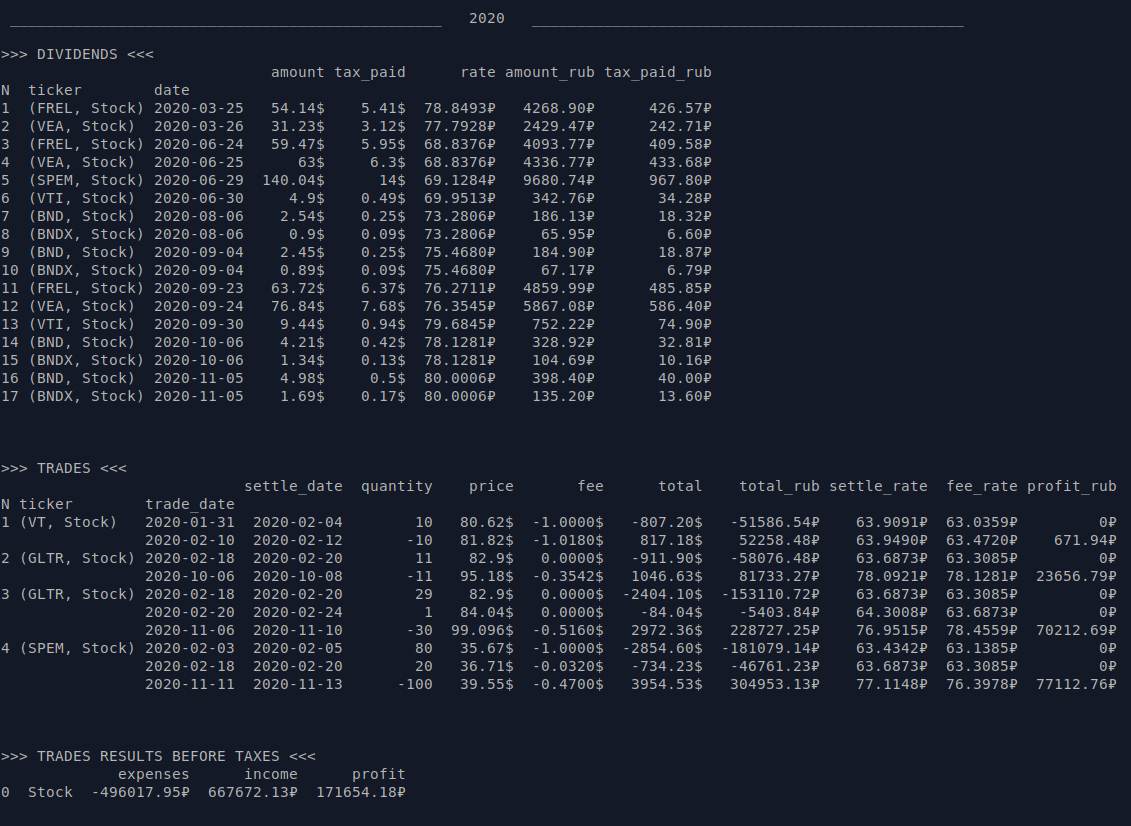 ________________________________________________   2020   ________________________________________________
>>> DIVIDENDS <<<
amount tax_paid rate amount_rub tax_paid_rub
N ticker date
1 (FREL, Stock) 2020-03-25 54.14$ 5.41$ 78.8493₽ 4268.90₽ 426.57₽
2 (VEA, Stock) 2020-03-26 31.23$ 3.12$ 77.7928₽ 2429.47₽ 242.71₽
3 (FREL, Stock) 2020-06-24 59.47$ 5.95$ 68.8376₽ 4093.77₽ 409.58₽
4 (VEA, Stock) 2020-06-25 63$ 6.3$ 68.8376₽ 4336.77₽ 433.68₽
5 (SPEM, Stock) 2020-06-29 140.04$ 14$ 69.1284₽ 9680.74₽ 967.80₽
6 (VTI, Stock) 2020-06-30 4.9$ 0.49$ 69.9513₽ 342.76₽ 34.28₽
7 (BND, Stock) 2020-08-06 2.54$ 0.25$ 73.2806₽ 186.13₽ 18.32₽
8 (BNDX, Stock) 2020-08-06 0.9$ 0.09$ 73.2806₽ 65.95₽ 6.60₽
9 (BND, Stock) 2020-09-04 2.45$ 0.25$ 75.4680₽ 184.90₽ 18.87₽
10 (BNDX, Stock) 2020-09-04 0.89$ 0.09$ 75.4680₽ 67.17₽ 6.79₽
11 (FREL, Stock) 2020-09-23 63.72$ 6.37$ 76.2711₽ 4859.99₽ 485.85₽
12 (VEA, Stock) 2020-09-24 76.84$ 7.68$ 76.3545₽ 5867.08₽ 586.40₽
13 (VTI, Stock) 2020-09-30 9.44$ 0.94$ 79.6845₽ 752.22₽ 74.90₽
14 (BND, Stock) 2020-10-06 4.21$ 0.42$ 78.1281₽ 328.92₽ 32.81₽
15 (BNDX, Stock) 2020-10-06 1.34$ 0.13$ 78.1281₽ 104.69₽ 10.16₽
16 (BND, Stock) 2020-11-05 4.98$ 0.5$ 80.0006₽ 398.40₽ 40.00₽
17 (BNDX, Stock) 2020-11-05 1.69$ 0.17$ 80.0006₽ 135.20₽ 13.60₽
>>> TRADES <<<
settle_date quantity price fee total total_rub settle_rate fee_rate profit_rub
N ticker trade_date
1 (VT, Stock) 2020-01-31 2020-02-04 10 80.62$ -1.0000$ -807.20$ -51586.54₽ 63.9091₽ 63.0359₽ 0₽
2020-02-10 2020-02-12 -10 81.82$ -1.0180$ 817.18$ 52258.48₽ 63.9490₽ 63.4720₽ 671.94₽
2 (GLTR, Stock) 2020-02-18 2020-02-20 11 82.9$ 0.0000$ -911.90$ -58076.48₽ 63.6873₽ 63.3085₽ 0₽
2020-10-06 2020-10-08 -11 95.18$ -0.3542$ 1046.63$ 81733.27₽ 78.0921₽ 78.1281₽ 23656.79₽
3 (GLTR, Stock) 2020-02-18 2020-02-20 29 82.9$ 0.0000$ -2404.10$ -153110.72₽ 63.6873₽ 63.3085₽ 0₽
2020-02-20 2020-02-24 1 84.04$ 0.0000$ -84.04$ -5403.84₽ 64.3008₽ 63.6873₽ 0₽
2020-11-06 2020-11-10 -30 99.096$ -0.5160$ 2972.36$ 228727.25₽ 76.9515₽ 78.4559₽ 70212.69₽
4 (SPEM, Stock) 2020-02-03 2020-02-05 80 35.67$ -1.0000$ -2854.60$ -181079.14₽ 63.4342₽ 63.1385₽ 0₽
2020-02-18 2020-02-20 20 36.71$ -0.0320$ -734.23$ -46761.23₽ 63.6873₽ 63.3085₽ 0₽
2020-11-11 2020-11-13 -100 39.55$ -0.4700$ 3954.53$ 304953.13₽ 77.1148₽ 76.3978₽ 77112.76₽
>>> TRADES RESULTS BEFORE TAXES <<<
expenses income profit
0 Stock -496017.95₽ 667672.13₽ 171654.18₽